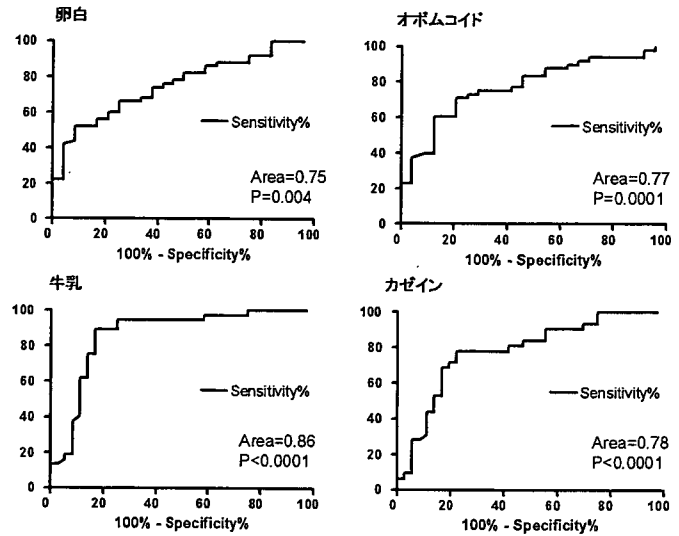 卵白
100
80
60
40
20
0
Sensitivity%
Area=0.75
P=0.004
0 20 40 60 80 100
100% - Specificity%
オボムコイド
100
80
60
40
20
0
Sensitivity%
Area=0.77
P=0.0001
0 20 40 60 80 100
100% - Specificity%
牛乳
100
80
60
40
20
0
Sensitivity%
Area=0.86
P<0.0001
0 20 40 60 80 100
100% - Specificity%
カゼイン
100
80
60
40
20
0
Sensitivity%
Area=0.78
P<0.0001
0 20 40 60 80 100
100% - Specificity%